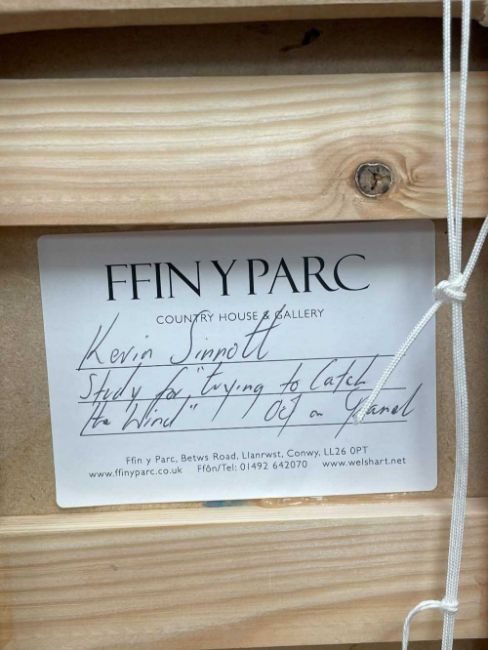 FFIN Y PARC
COUNTRY HOUSE & GALLERY
Kevin Sinnott
Study for "trying to Catch
the Wind" on Panel
Ffin y Parc, Betws Road, Llanrwst, Conwy, LL26 0PT
www.ffinyparc.co.uk Ffôn/Tel: 01492 642070 www.welshart.net